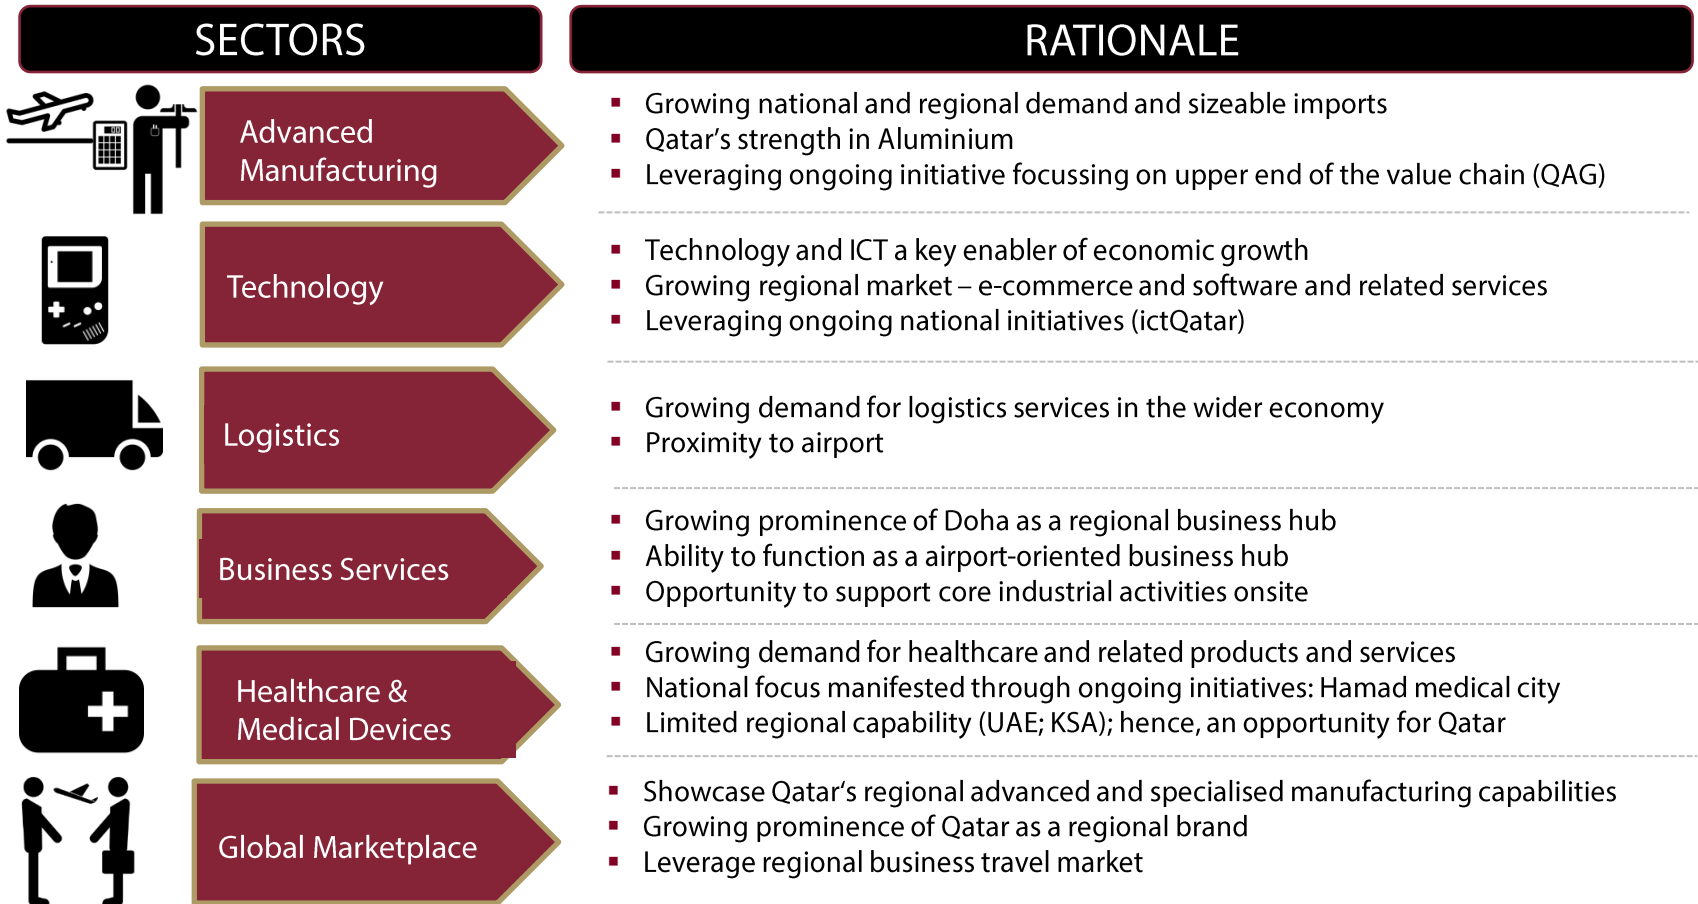 SECTORS
RATIONALE
Advanced
Manufacturing
▪ Growing national and regional demand and sizeable imports
▪ Qatar’s strength in Aluminium
▪ Leveraging ongoing initiative focussing on upper end of the value chain (QAG)
Technology
▪ Technology and ICT a key enabler of economic growth
▪ Growing regional market – e-commerce and software and related services
▪ Leveraging ongoing national initiatives (ictQatar)
Logistics
▪ Growing demand for logistics services in the wider economy
▪ Proximity to airport
Business Services
▪ Growing prominence of Doha as a regional business hub
▪ Ability to function as a airport-oriented business hub
▪ Opportunity to support core industrial activities onsite
Healthcare &
Medical Devices
▪ Growing demand for healthcare and related products and services
▪ National focus manifested through ongoing initiatives: Hamad medical city
▪ Limited regional capability (UAE; KSA); hence, an opportunity for Qatar
Global Marketplace
▪ Showcase Qatar‘s regional advanced and specialised manufacturing capabilities
▪ Growing prominence of Qatar as a regional brand
▪ Leverage regional business travel market